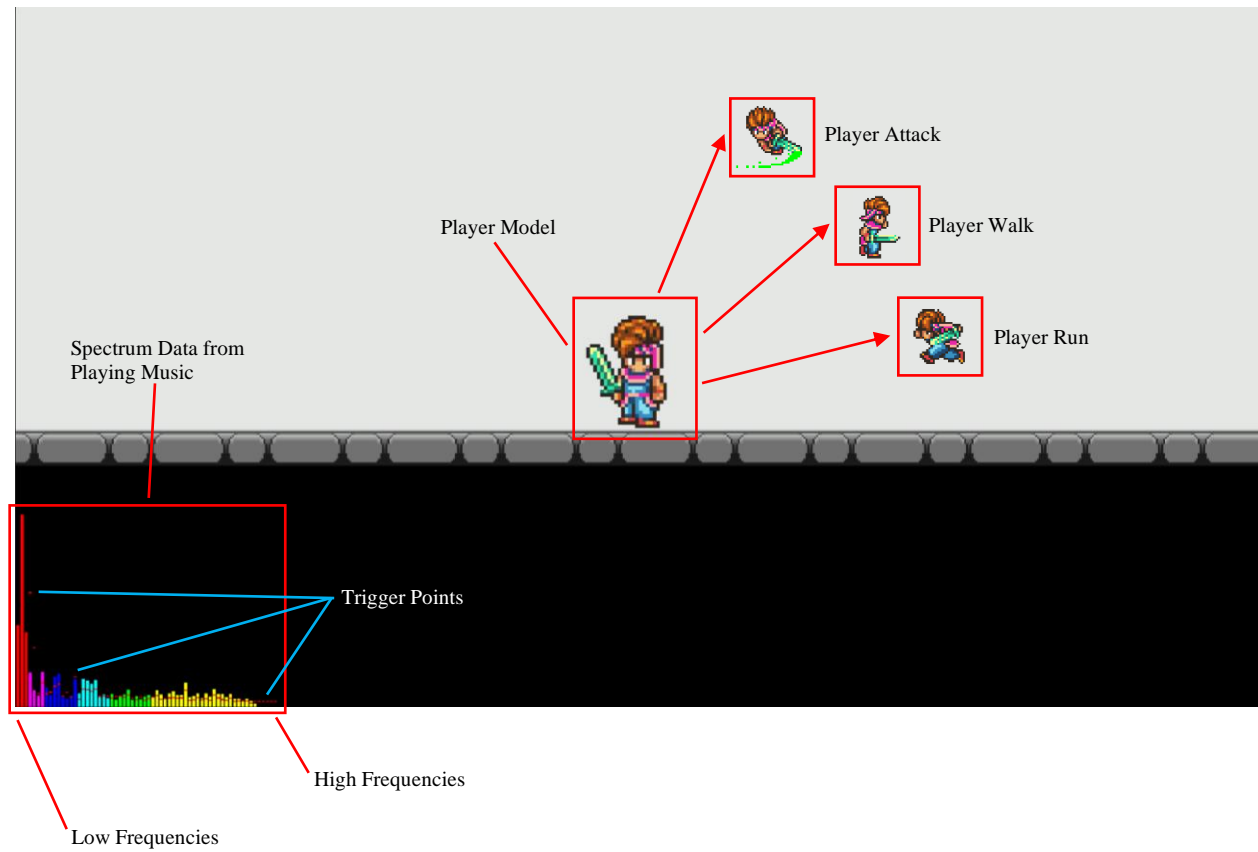 Player Attack
Player Walk
Player Model
Player Run
Spectrum Data from
Playing Music
Trigger Points
High Frequencies
Low Frequencies